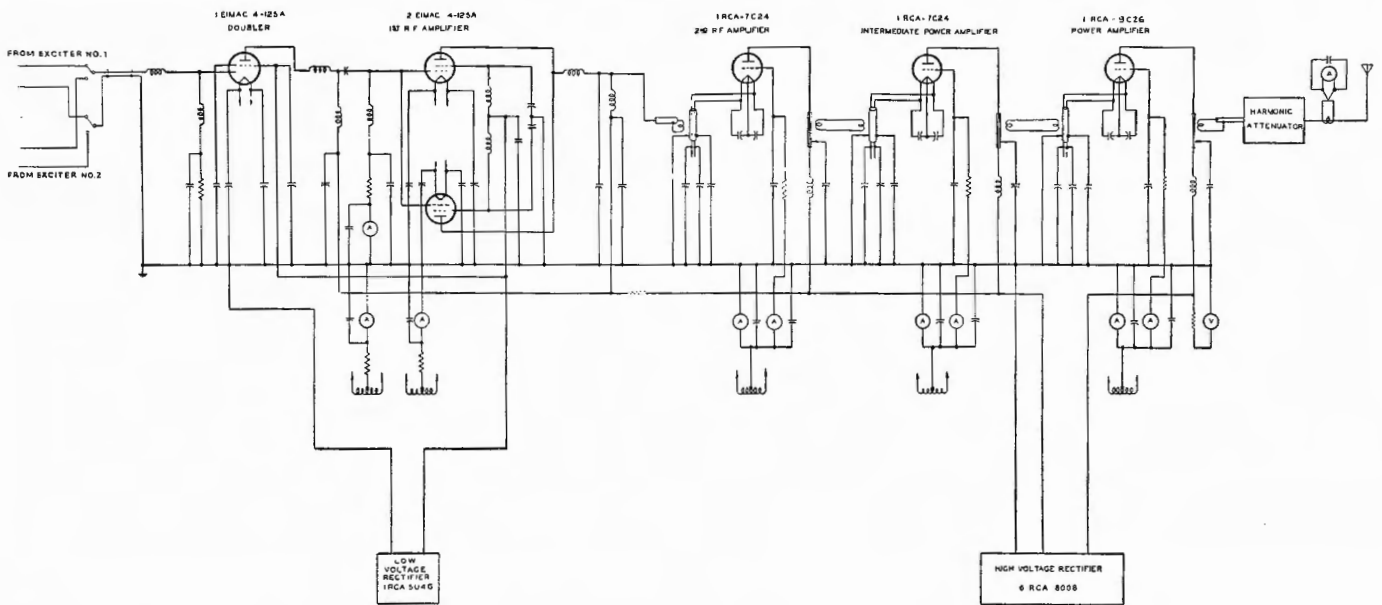 1 EIMAC 4-125A
DOUBLER
2 EIMAC 4-125A
1ST R F AMPLIFIER
1 RCA-7C24
2ND R F AMPLIFIER
1 RCA-7C24
INTERMEDIATE POWER AMPLIFIER
1 RCA-9C26
POWER AMPLIFIER
FROM EXCITER NO.1
FROM EXCITER NO.2
A
HARMONIC
ATTENUATOR
A
A
A
A
A
A
A
A
A
V
LOW
VOLTAGE
RECTIFIER
1 RCA 5U4G
HIGH VOLTAGE RECTIFIER
6 RCA 8008